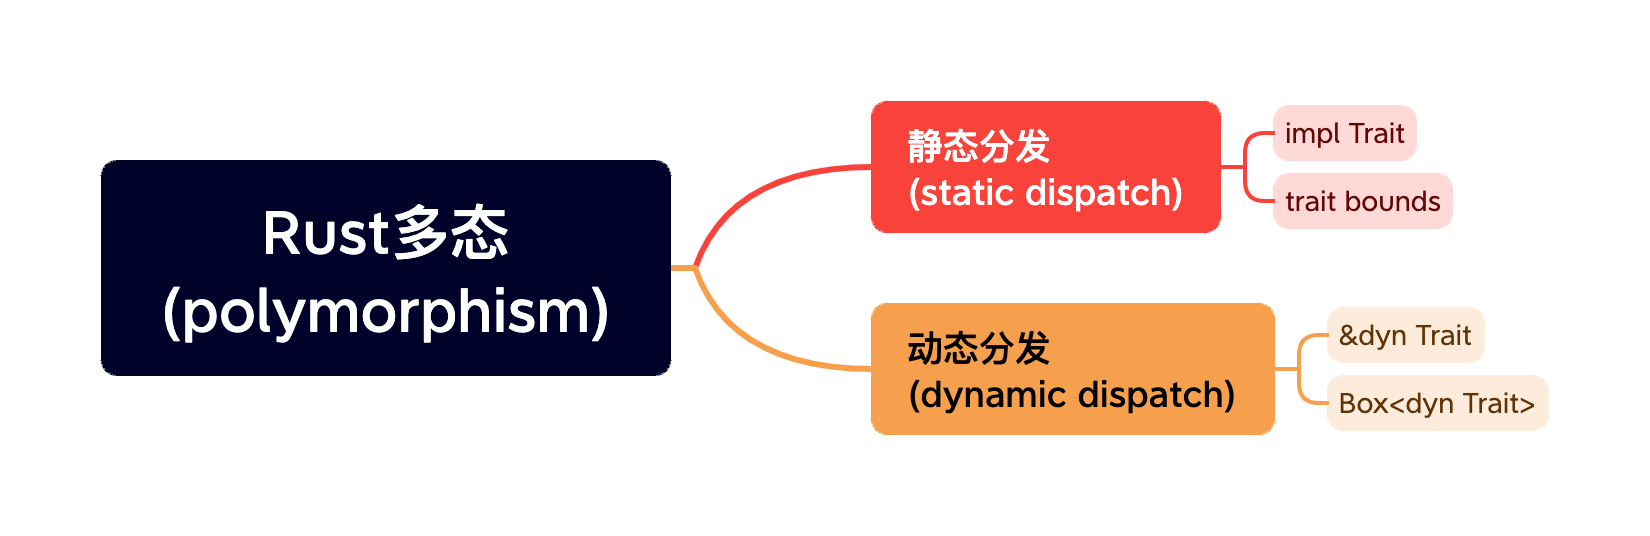 Rust多态
(polymorphism)
静态分发
(static dispatch)
impl Trait
trait bounds
动态分发
(dynamic dispatch)
&dyn Trait
Box<dyn Trait>